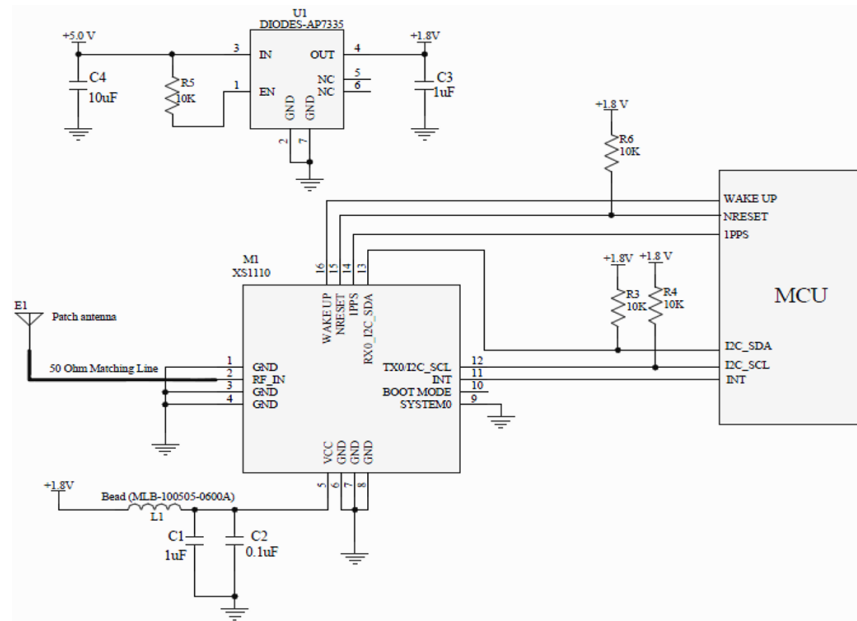 U1
DIODES-AP7335
+5.0 V
3
IN
OUT
4
+1.8V
C4
10uF
R5
10K
1
EN
NC
5
NC
6
C3
1uF
GND
GND
2
7
+1.8 V
R6
10K
WAKE UP
NRESET
1PPS
MCU
I2C_SDA
I2C_SCL
INT
+1.8V
+1.8 V
R3
10K
R4
10K
M1
XS1110
16
15
14
13
WAKE UP
NRESET
1PPS
RX0_I2C_SDA
E1
Patch antenna
50 Ohm Matching Line
1
GND
2
RF_IN
3
GND
4
GND
TX0/I2C_SCL
12
INT
11
BOOT MODE
10
SYSTEM0
9
VCC
GND
GND
GND
5
6
7
8
+1.8V
Bead (MLB-100505-0600A)
L1
C1
1uF
C2
0.1uF